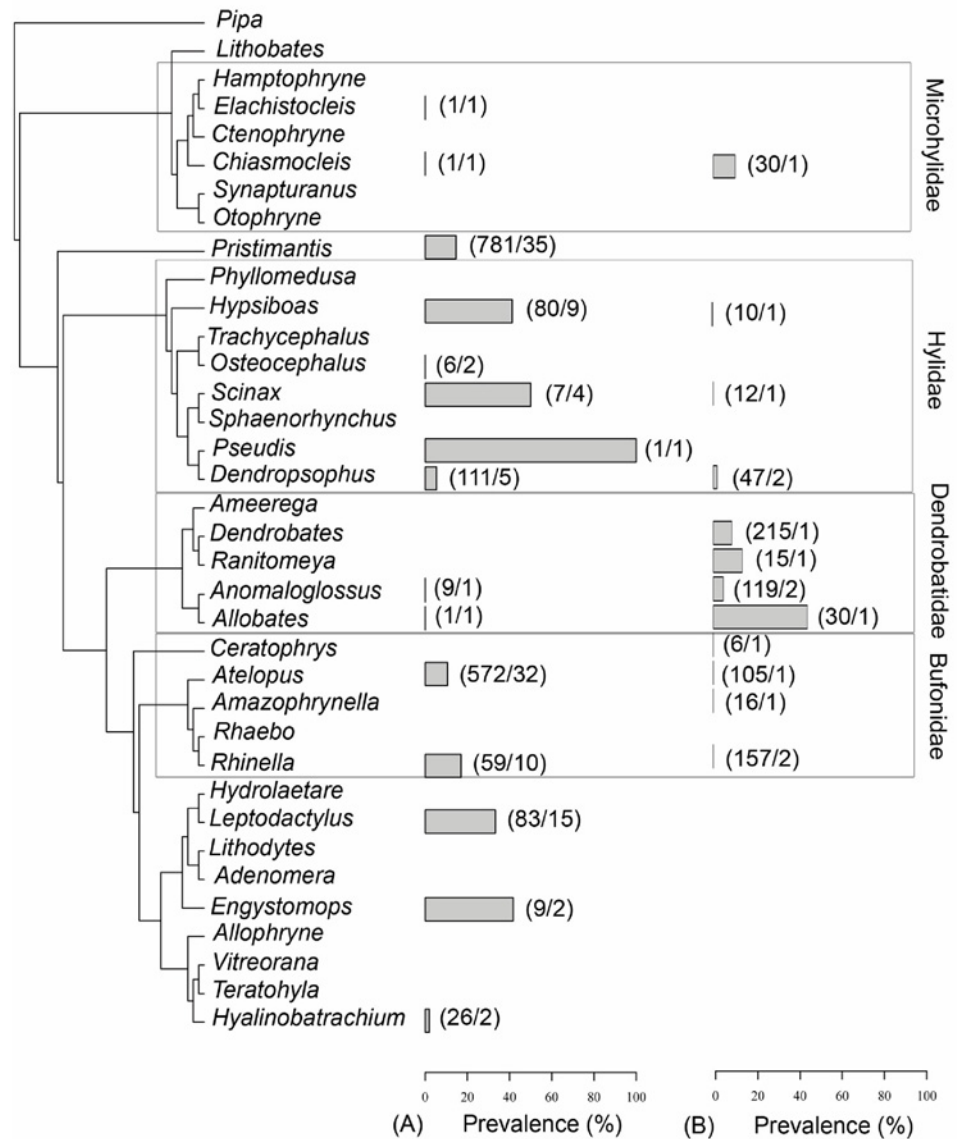 Pipa
Lithobates
Hamptophryne
Elachistocleis (1/1)
Ctenophryne
Chiasmocleis (1/1) (30/1)
Synapturanus
Otophryne
Microhylidae
Pristimantis (781/35)
Phyllomedusa
Hypsiboas (80/9) (10/1)
Trachycephalus
Osteocephalus (6/2)
Scinax (7/4) (12/1)
Sphaenorhynchus
Pseudis (1/1)
Dendropsophus (111/5) (47/2)
Hylidae
Ameerega
Dendrobates (215/1)
Ranitomeya (15/1)
Anomaloglossus (9/1) (119/2)
Allobates (1/1) (30/1)
Dendrobatidae
Ceratophrys (6/1)
Atelopus (572/32) (105/1)
Amazophrynella (16/1)
Rhaebo
Rhinella (59/10) (157/2)
Bufonidae
Hydrolaetare
Leptodactylus (83/15)
Lithodytes
Adenomera
Engystomops (9/2)
Allophryne
Vitreorana
Teratohyla
Hyalinobatrachium (26/2)
0 20 40 60 80 100 0 20 40 60 80 100
(A) Prevalence (%) (B) Prevalence (%)